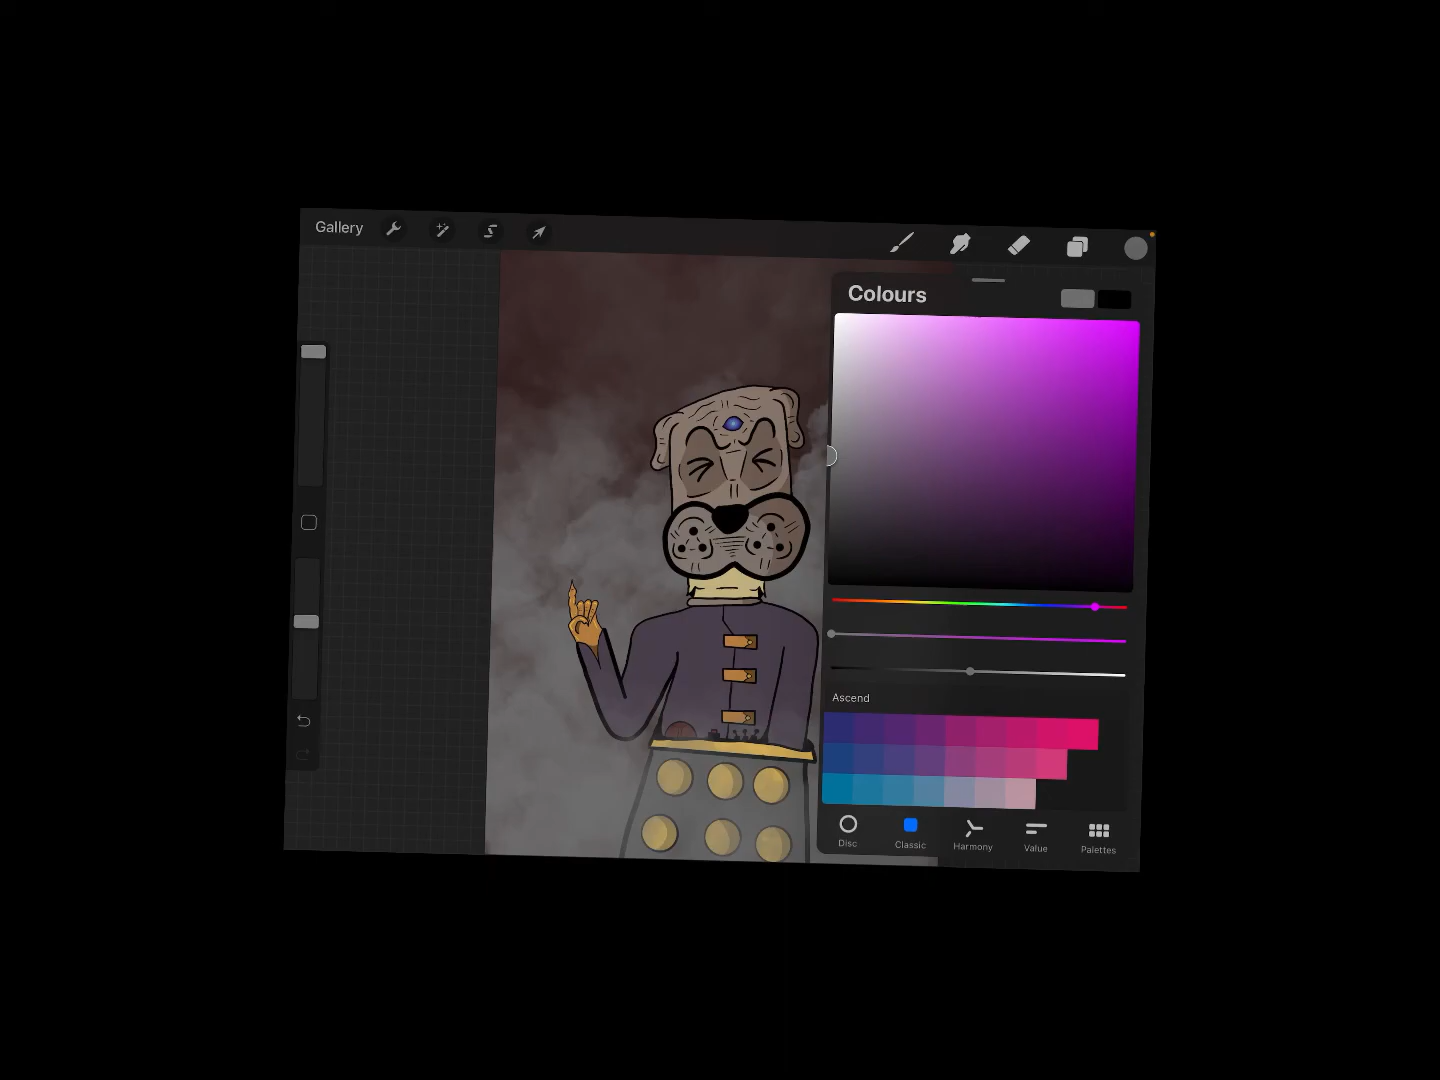 Gallery
Colours
Ascend
Disc
Classic
Harmony
Value
Palettes